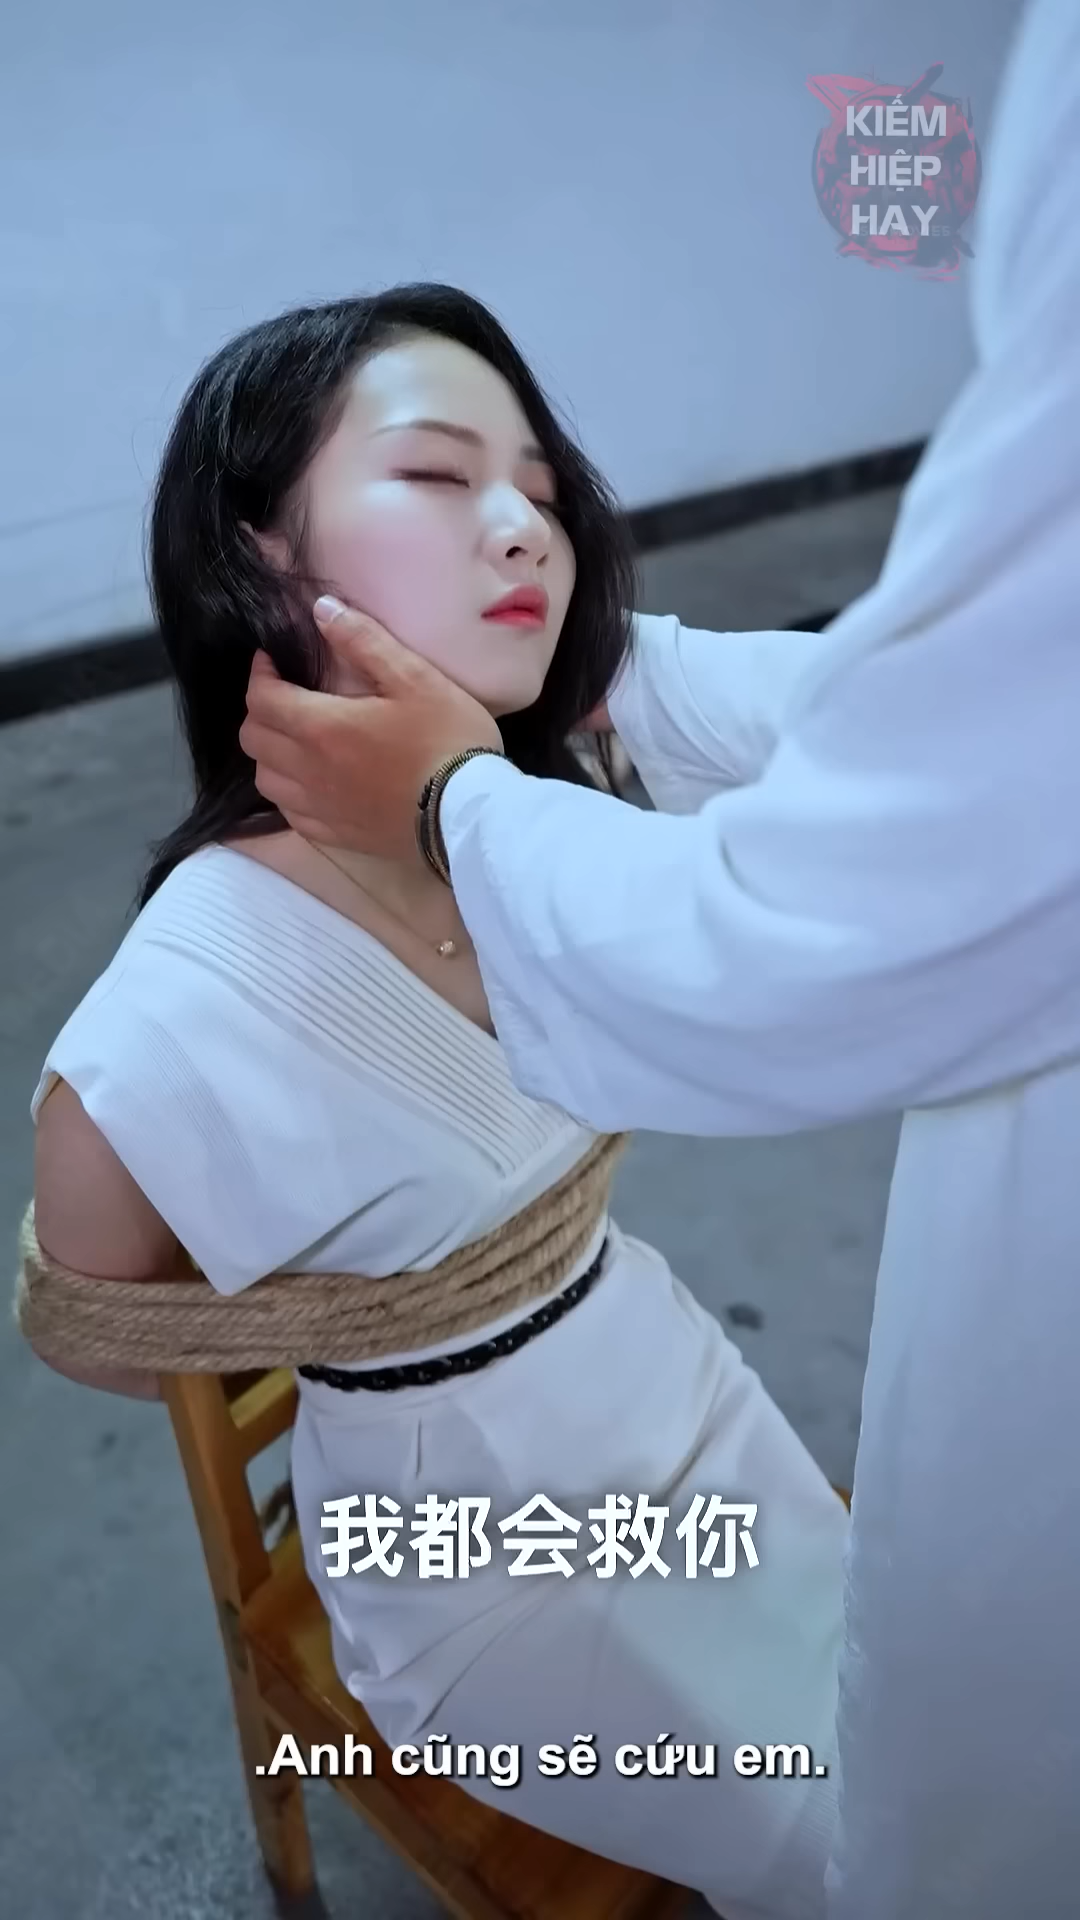 KIẾM
HIỆP
HAY
我都会救你
.Anh cũng sẽ cứu em.